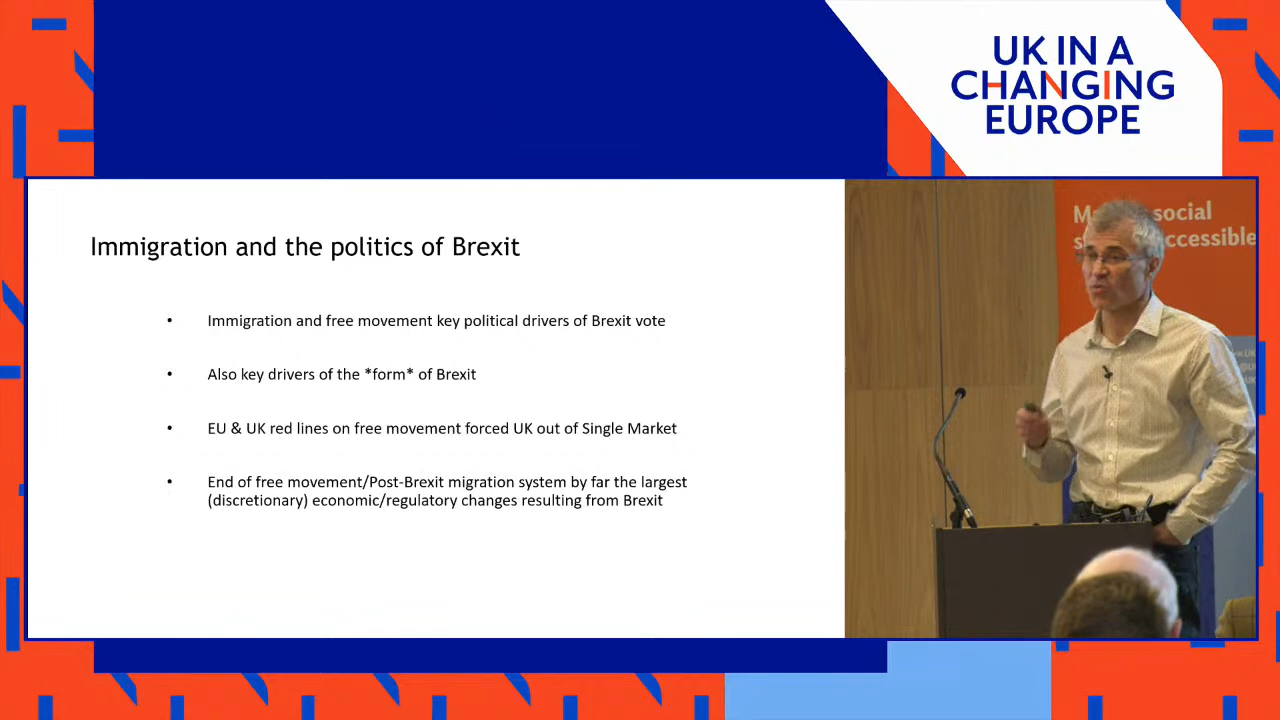 UK IN A
CHANGING
EUROPE
Immigration and the politics of Brexit
• Immigration and free movement key political drivers of Brexit vote
• Also key drivers of the *form* of Brexit
• EU & UK red lines on free movement forced UK out of Single Market
• End of free movement/Post-Brexit migration system by far the largest
(discretionary) economic/regulatory changes resulting from Brexit
social